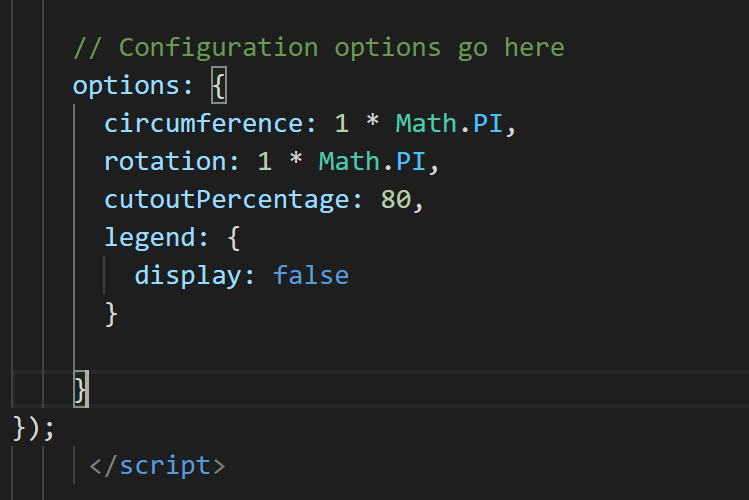 // Configuration options go here
options: {
circumference: 1 * Math.PI,
rotation: 1 * Math.PI,
cutoutPercentage: 80,
legend: {
display: false
}
}
});
</script>